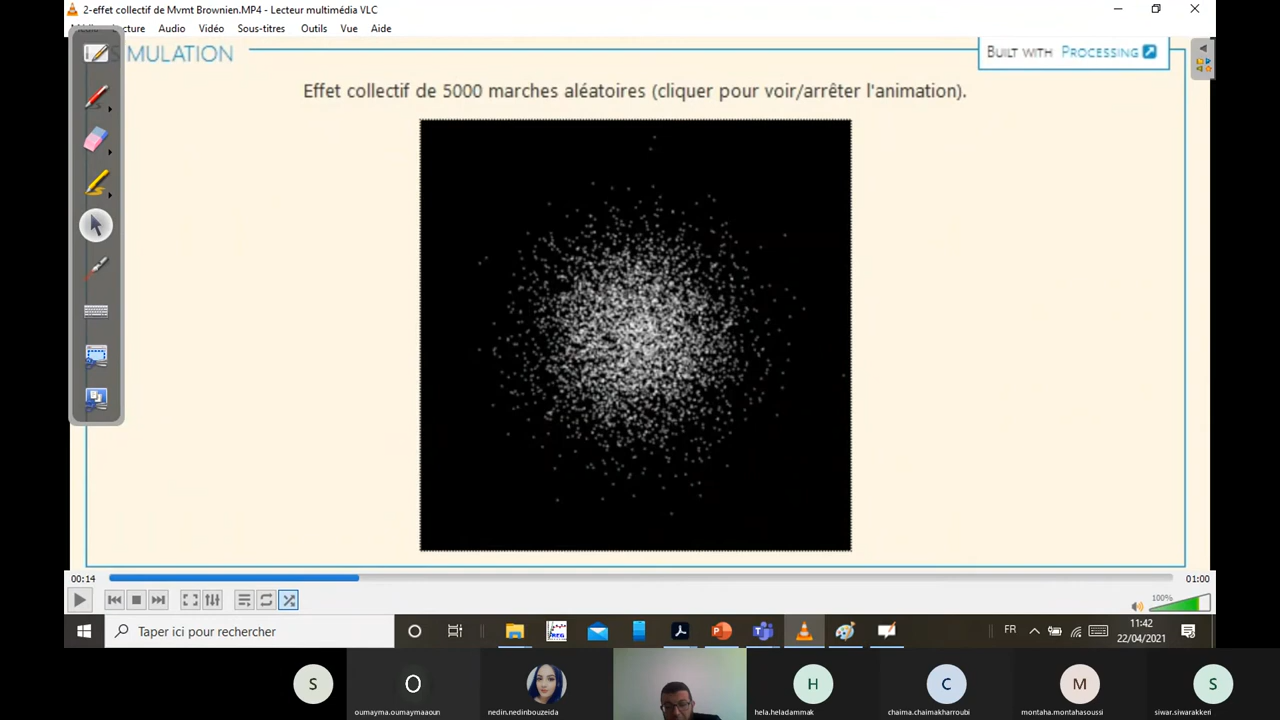 2-effet collectif de Mvmt Brownien.MP4 - Lecteur multimédia VLC
Lecture Audio Vidéo Sous-titres Outils Vue Aide
MULATION
BUILT WITH PROCESSING
Effet collectif de 5000 marches aléatoires (cliquer pour voir/arrêter l'animation).
00:14
01:00
100%
Taper ici pour rechercher
FR
11:42
22/04/2021
S
O
H
C
M
S
oumayma.oumaymaaoun
nedin.nedinbouzeida
hela.heladammak
chaima.chaimakharroubi
montaha.montahasoussi
siwar.siwarakkeri